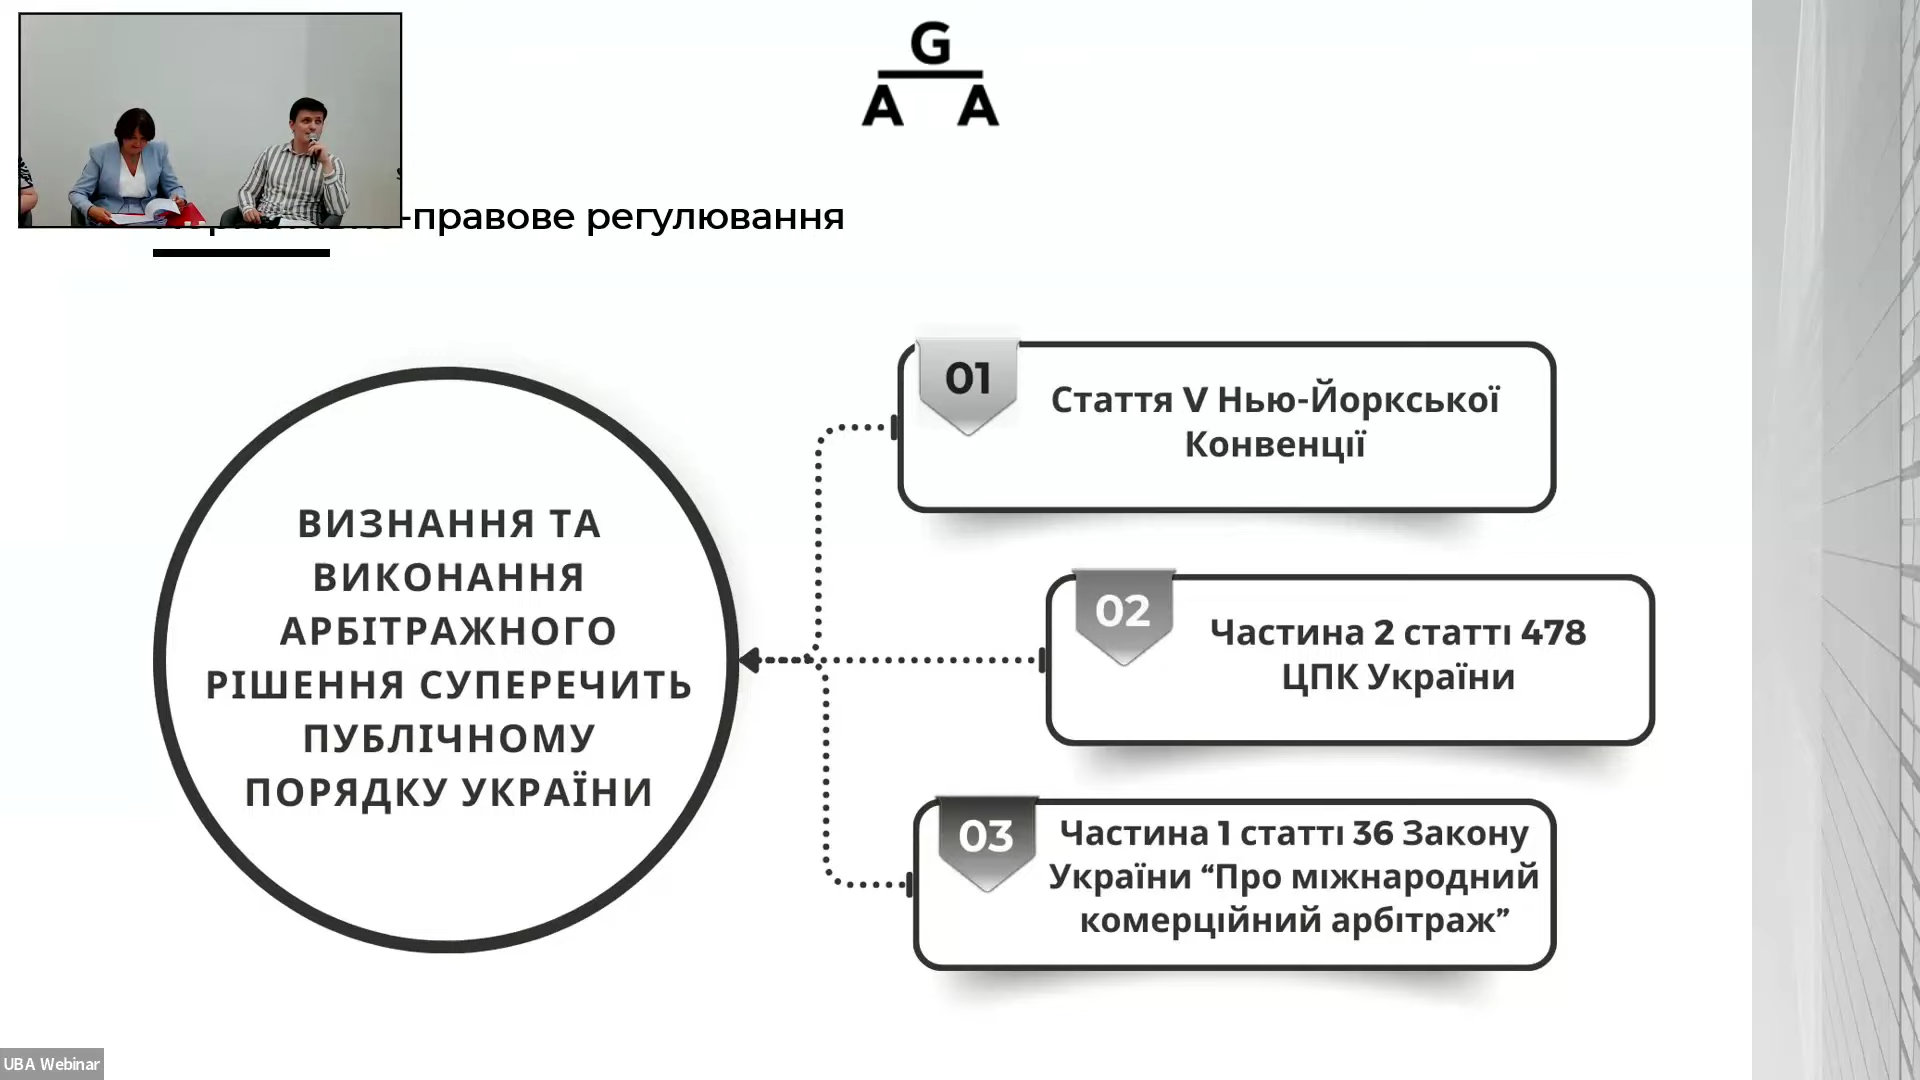 G
A A
-правове регулювання
ВИЗНАННЯ ТА
ВИКОНАННЯ
АРБІТРАЖНОГО
РІШЕННЯ СУПЕРЕЧИТЬ
ПУБЛІЧНОМУ
ПОРЯДКУ УКРАЇНИ
01
Стаття V Нью-Йоркської
Конвенції
02
Частина 2 статті 478
ЦПК України
03
Частина 1 статті 36 Закону
України “Про міжнародний
комерційний арбітраж”
UBA Webinar